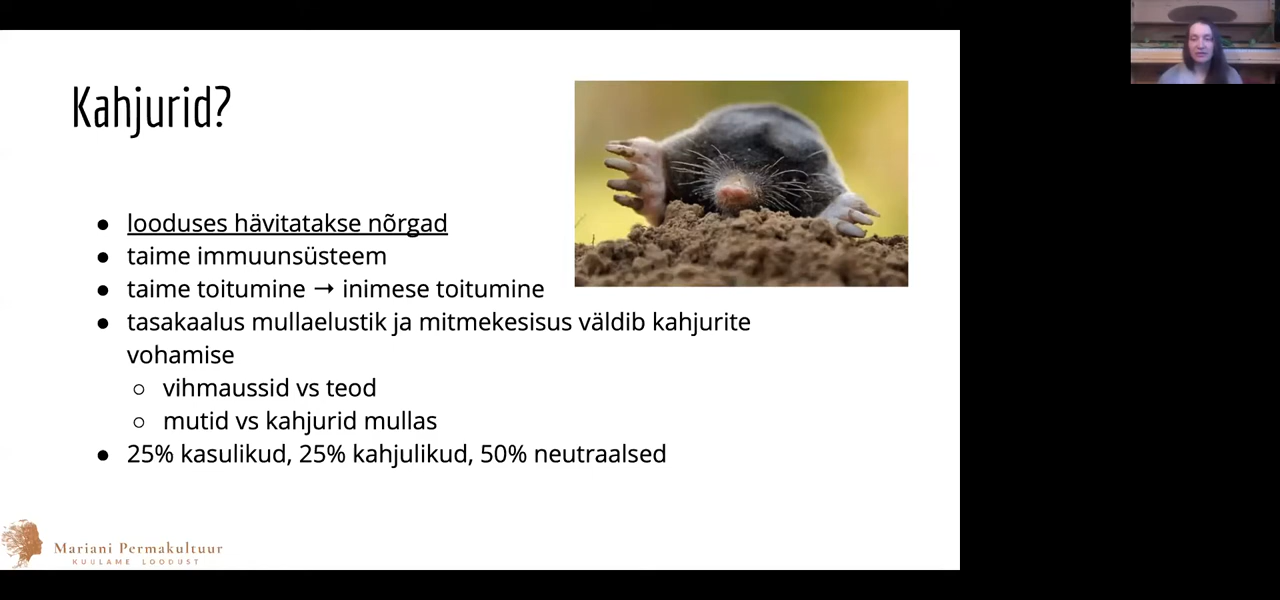 Kahjurid?
looduses hävitatakse nõrgad
taime immuunsüsteem
taime toitumine → inimese toitumine
tasakaalus mullaelustik ja mitmekesisus väldib kahjurite
vohamise
vihmaussid vs teod
mutid vs kahjurid mullas
25% kasulikud, 25% kahjulikud, 50% neutraalsed
Mariani Permakultuur
KUULAME LOODUST